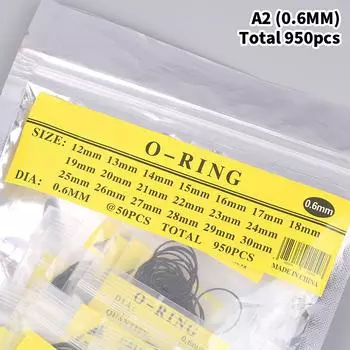 A2 (0.6MM)
Total 950pcs
O-RING
SIZE: 12mm 13mm 14mm 15mm 16mm 17mm 18mm
19mm 20mm 21mm 22mm 23mm 24mm
25mm 26mm 27mm 28mm 29mm 30mm
DIA: 0.6MM @50PCS TOTAL 950PCS
0.6mm
MADE IN CHINA
O-RING